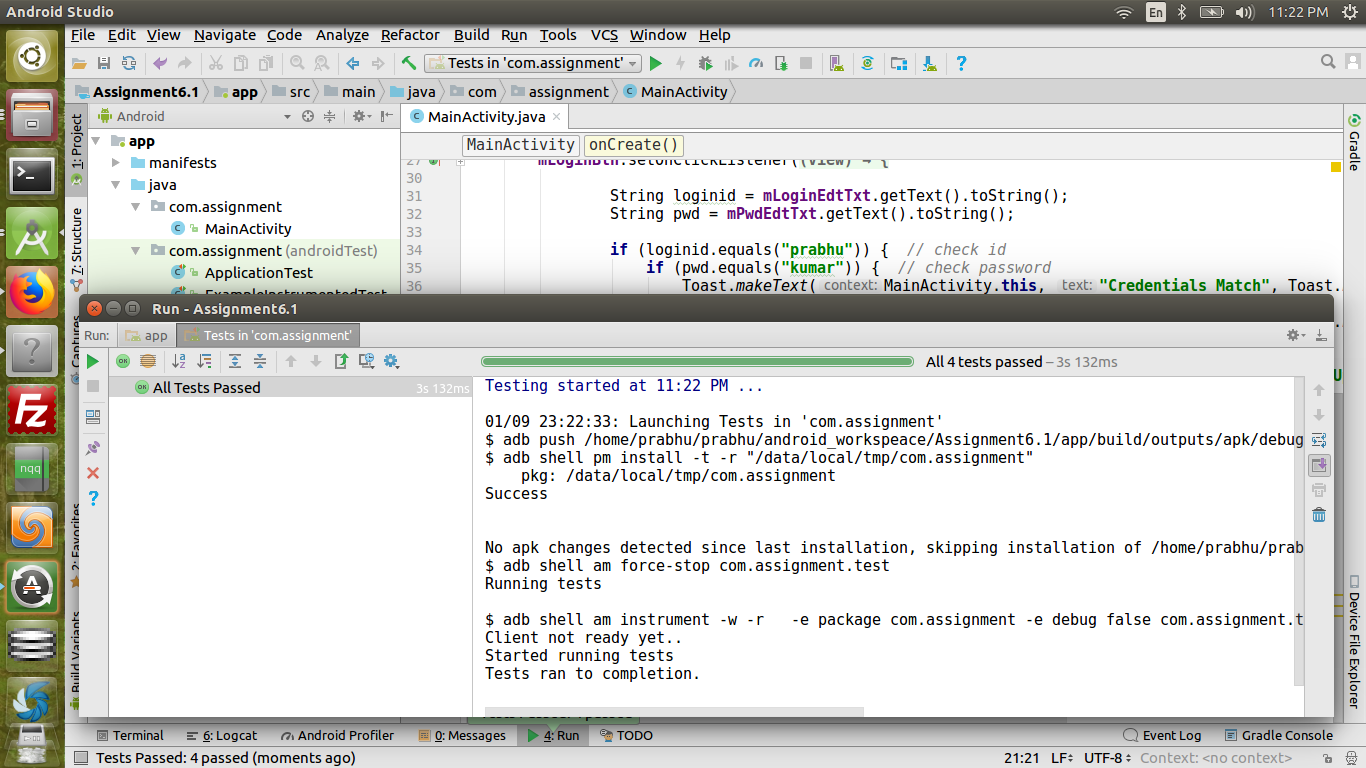 Android Studio
En
11:22 PM
File Edit View Navigate Code Analyze Refactor Build Run Tools VCS Window Help
Tests in 'com.assignment'
Assignment6.1 app src main java com assignment MainActivity
Android
MainActivity.java
1: Project
7: Structure
Captures
2: Favorites
Build Variants
app
manifests
java
com.assignment
MainActivity
com.assignment (androidTest)
ApplicationTest
ExampleInstrumentedTest
MainActivity onCreate()
27 mLoginBtn.setOnClickListener((view) → {
30
31 String loginid = mLoginEdtTxt.getText().toString();
32 String pwd = mPwdEdtTxt.getText().toString();
33
34 if (loginid.equals("prabhu")) { // check id
35 if (pwd.equals("kumar")) { // check password
36 Toast.makeText( context: MainActivity.this, text: "Credentials Match", Toast.
Gradle
Device File Explorer
Run - Assignment6.1
Run: app Tests in 'com.assignment'
All 4 tests passed – 3s 132ms
OK All Tests Passed 3s 132ms
Testing started at 11:22 PM ...
01/09 23:22:33: Launching Tests in 'com.assignment'
$ adb push /home/prabhu/prabhu/android_workspeace/Assignment6.1/app/build/outputs/apk/debug
$ adb shell pm install -t -r "/data/local/tmp/com.assignment"
pkg: /data/local/tmp/com.assignment
Success
No apk changes detected since last installation, skipping installation of /home/prabhu/prab
$ adb shell am force-stop com.assignment.test
Running tests
$ adb shell am instrument -w -r -e package com.assignment -e debug false com.assignment.t
Client not ready yet..
Started running tests
Tests ran to completion.
nqq
Terminal 6: Logcat Android Profiler 0: Messages 4: Run TODO Event Log Gradle Console
Tests Passed: 4 passed (moments ago) 21:21 LF UTF-8 Context: <no context>